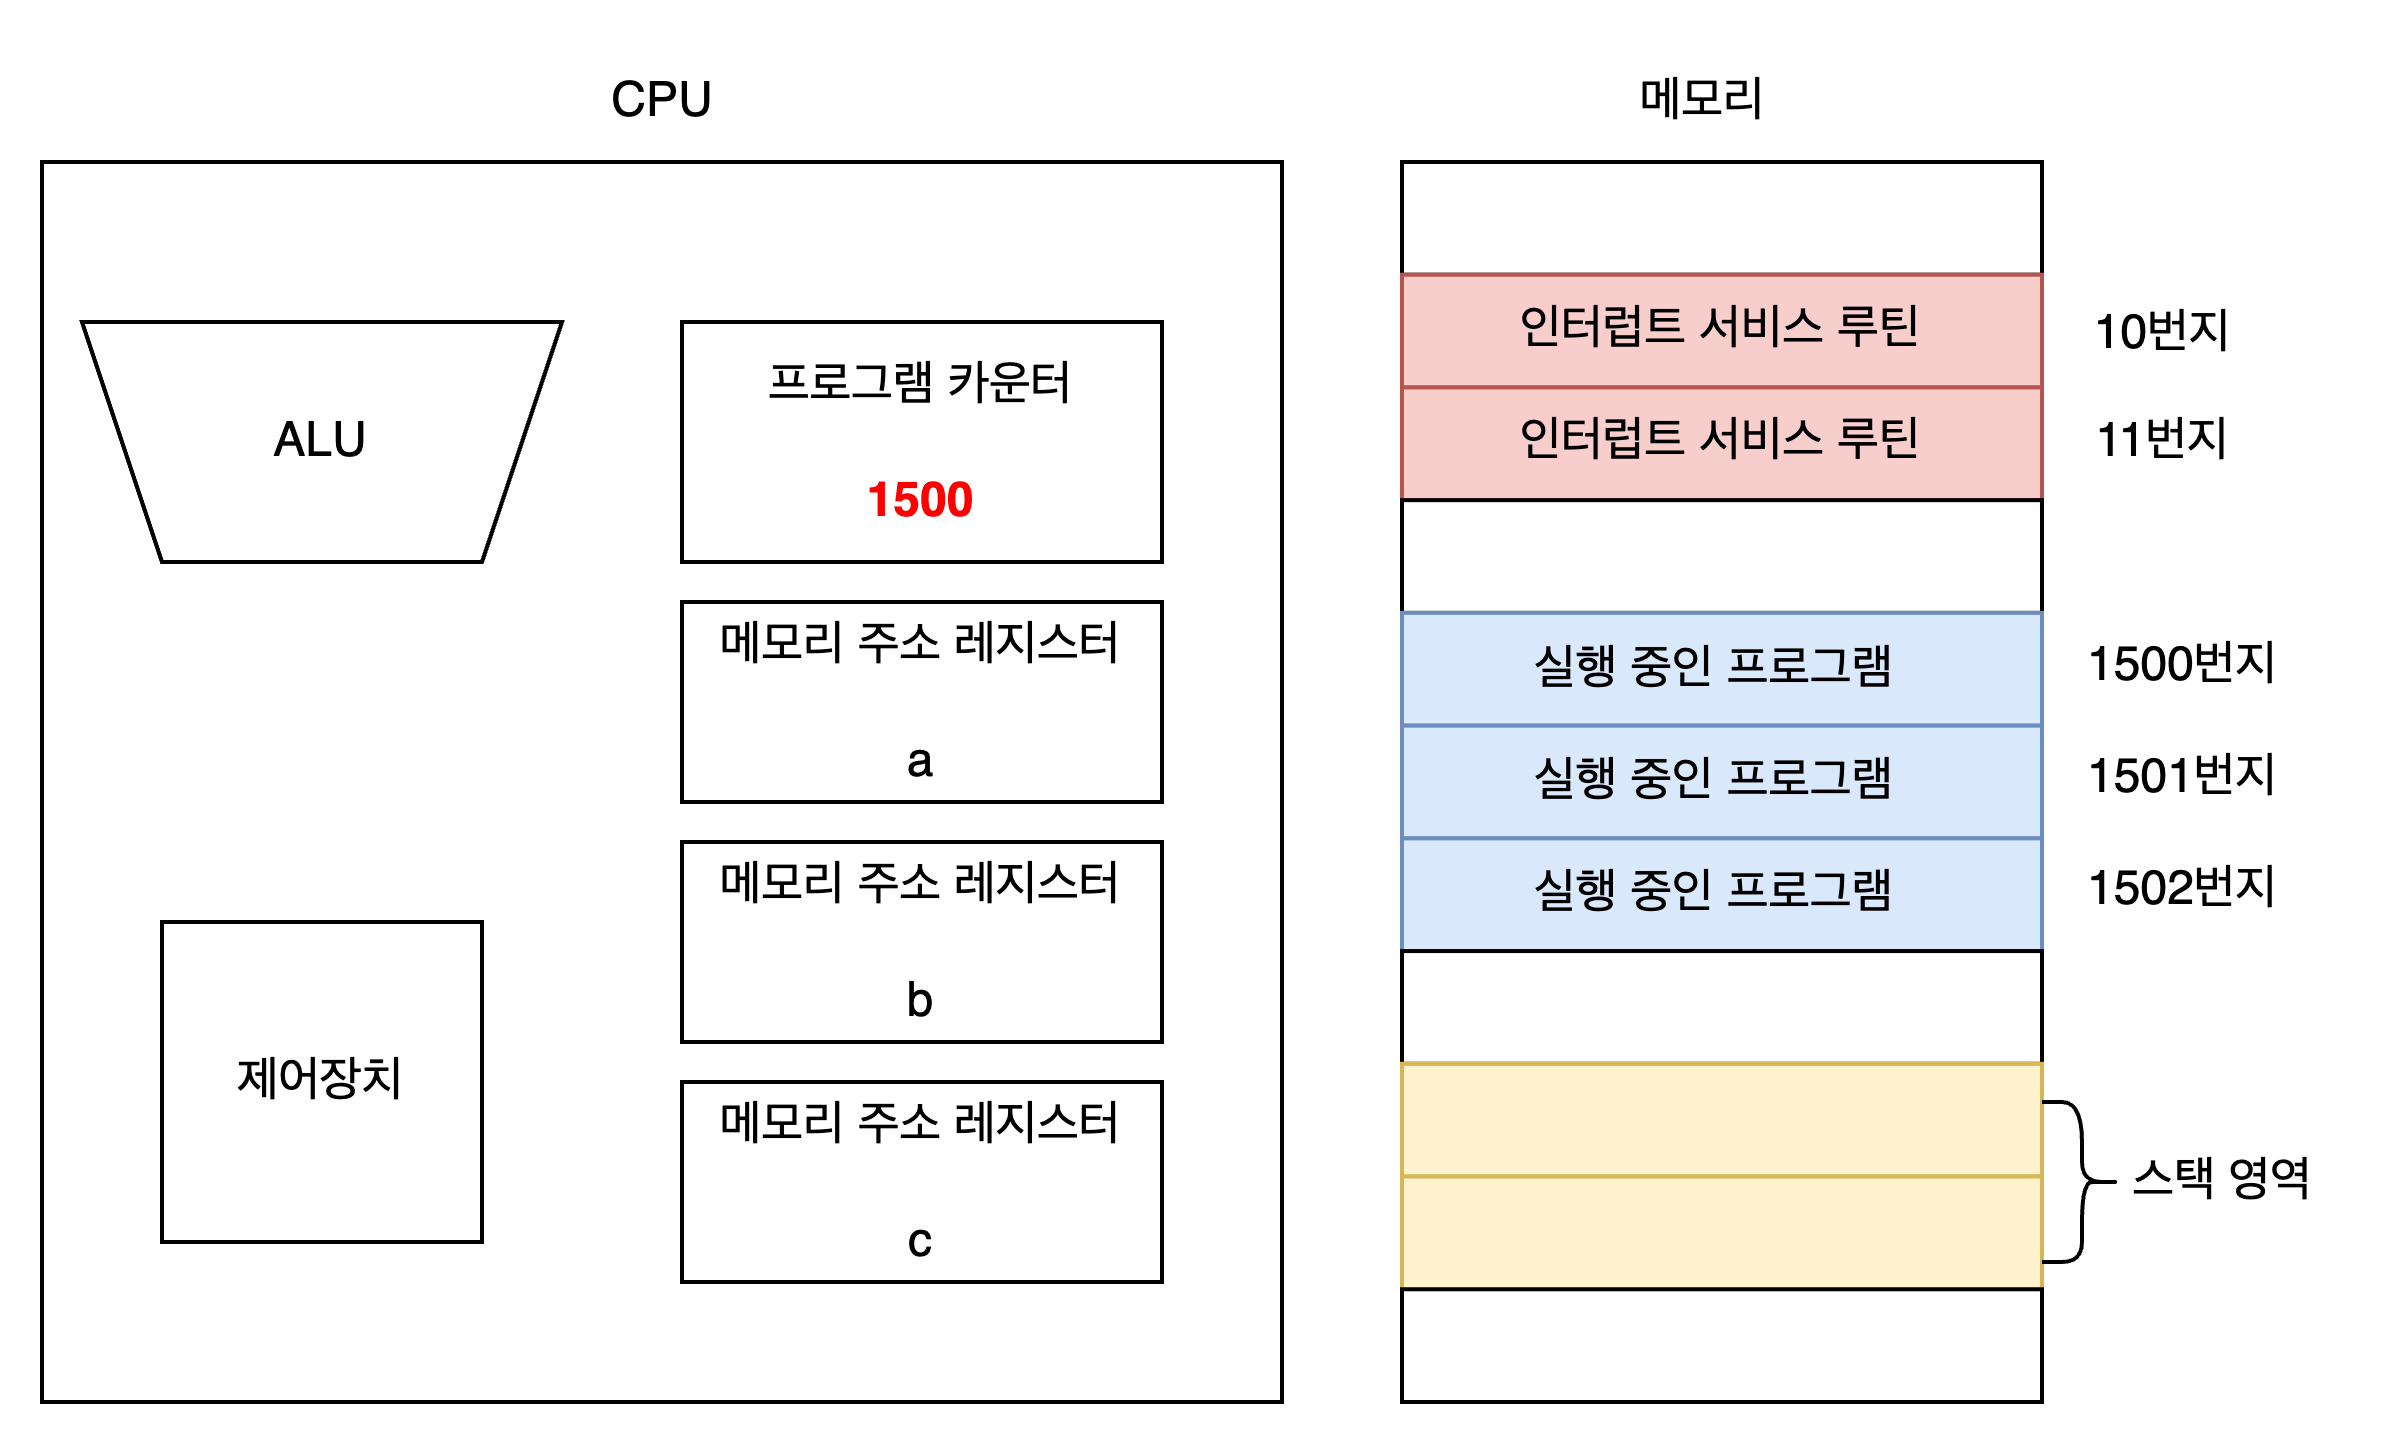 CPU
ALU
프로그램 카운터
1500
메모리 주소 레지스터
a
메모리 주소 레지스터
b
제어장치
메모리 주소 레지스터
c
메모리
인터럽트 서비스 루틴
10번지
인터럽트 서비스 루틴
11번지
실행 중인 프로그램
1500번지
실행 중인 프로그램
1501번지
실행 중인 프로그램
1502번지
스택 영역